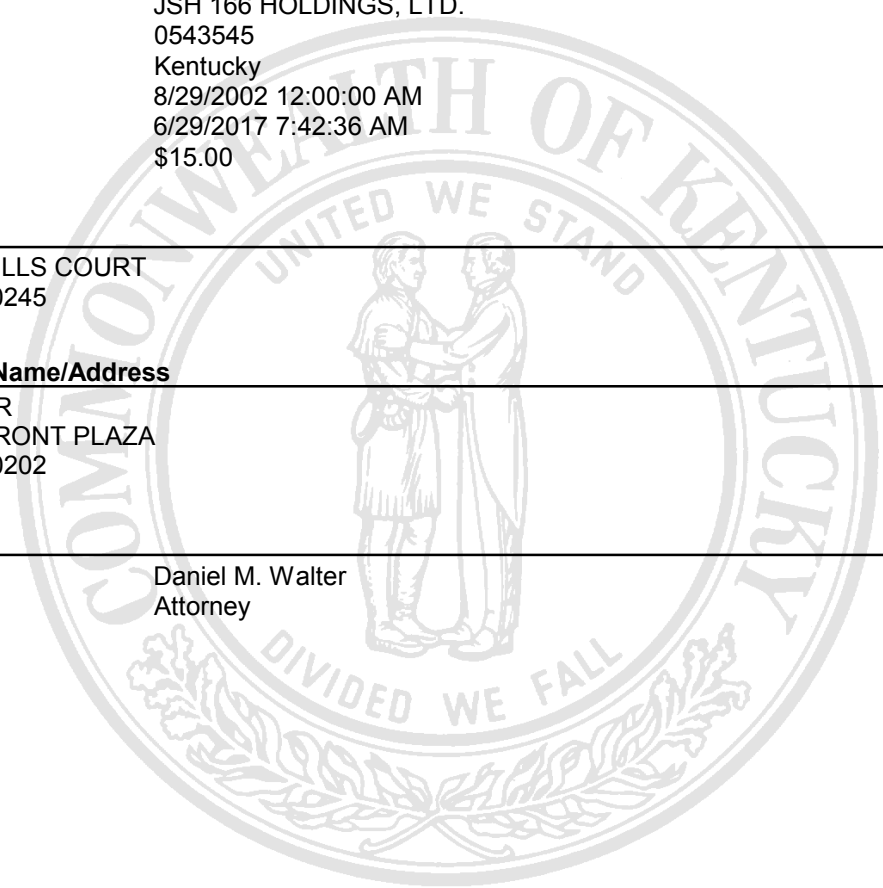 JSH 166 HOLDINGS, LTD.
0543545
Kentucky
8/29/2002 12:00:00 AM
6/29/2017 7:42:36 AM
$15.00
COMMONWEALTH OF KENTUCKY
UNITED WE STAND
LLS COURT
0245
Name/Address
R
RONT PLAZA
0202
Daniel M. Walter
Attorney
DIVIDED WE FALL